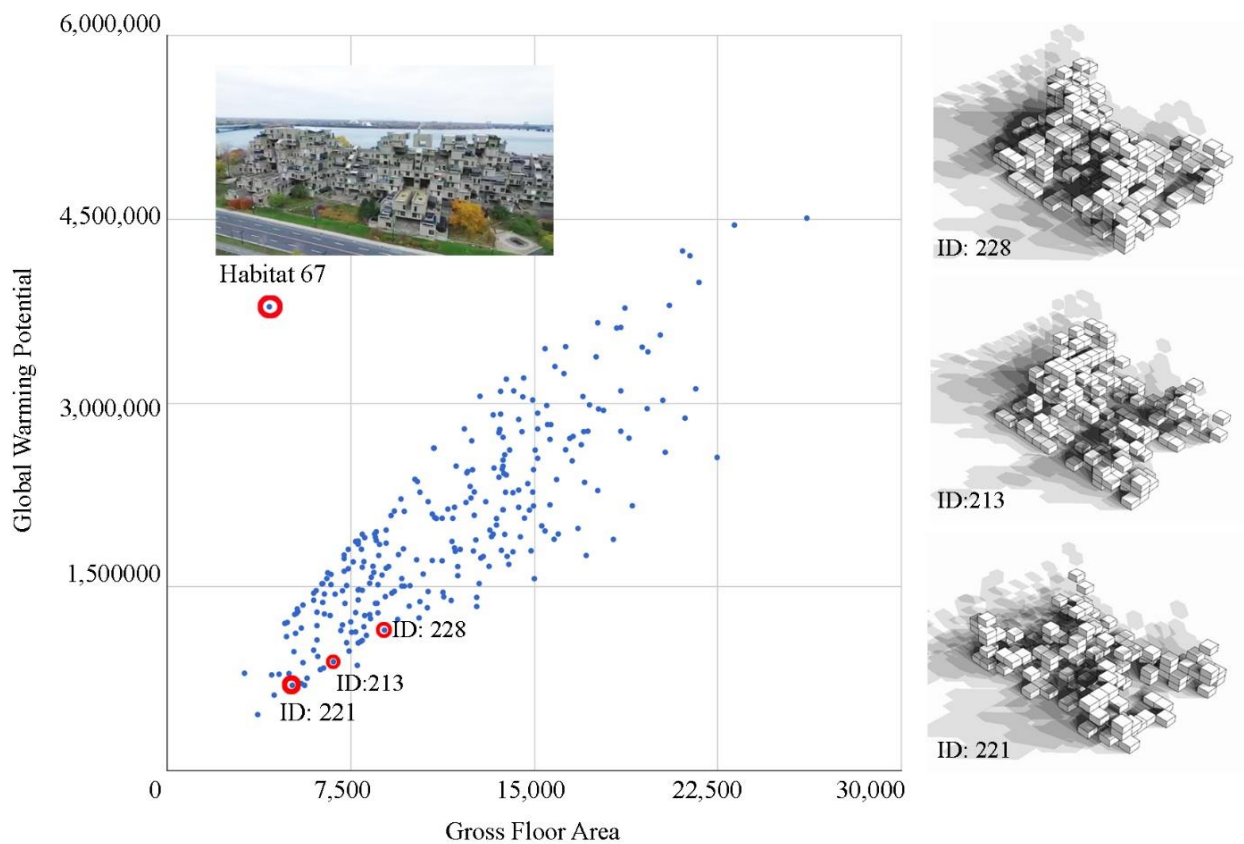 6,000,000
4,500,000
3,000,000
1,500000
Global Warming Potential
Habitat 67
ID: 228
ID:213
ID: 221
0
7,500
15,000
22,500
30,000
Gross Floor Area
ID: 228
ID:213
ID: 221